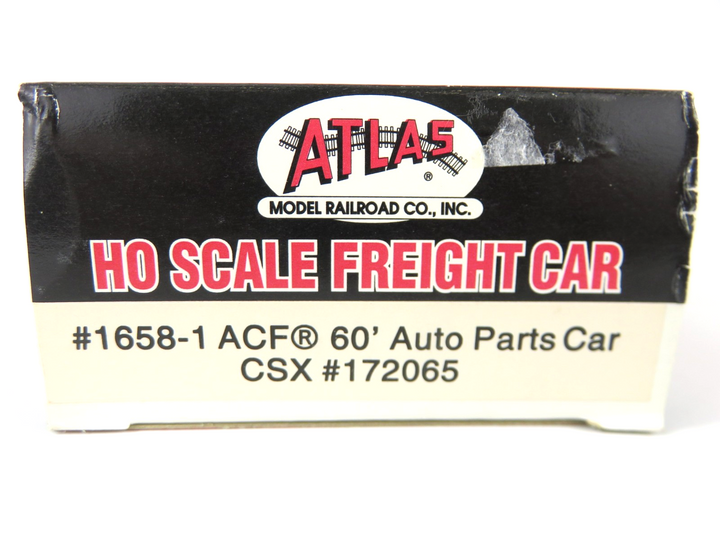 ATLAS®
MODEL RAILROAD CO., INC.
HO SCALE FREIGHT CAR
#1658-1 ACF® 60' Auto Parts Car
CSX #172065